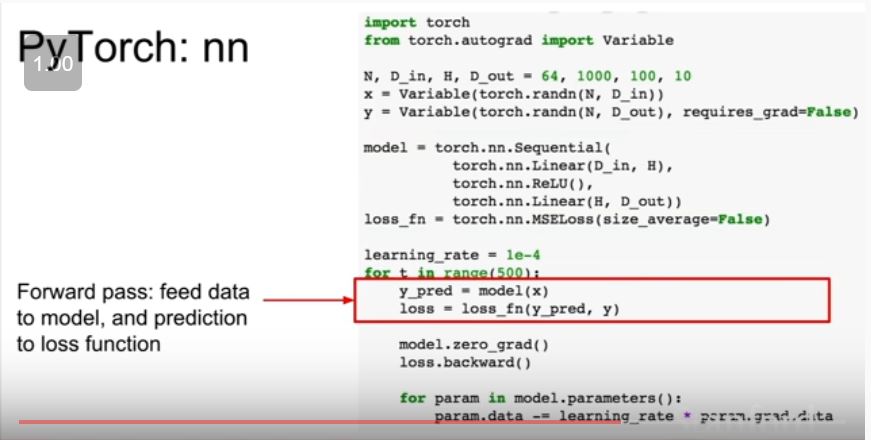 PyTorch: nn
1.00
import torch
from torch.autograd import Variable
N, D_in, H, D_out = 64, 1000, 100, 10
x = Variable(torch.randn(N, D_in))
y = Variable(torch.randn(N, D_out), requires_grad=False)
model = torch.nn.Sequential(
torch.nn.Linear(D_in, H),
torch.nn.ReLU(),
torch.nn.Linear(H, D_out))
loss_fn = torch.nn.MSELoss(size_average=False)
learning_rate = 1e-4
for t in range(500):
y_pred = model(x)
loss = loss_fn(y_pred, y)
model.zero_grad()
loss.backward()
for param in model.parameters():
param.data -= learning_rate * param.grad.data
Forward pass: feed data
to model, and prediction
to loss function